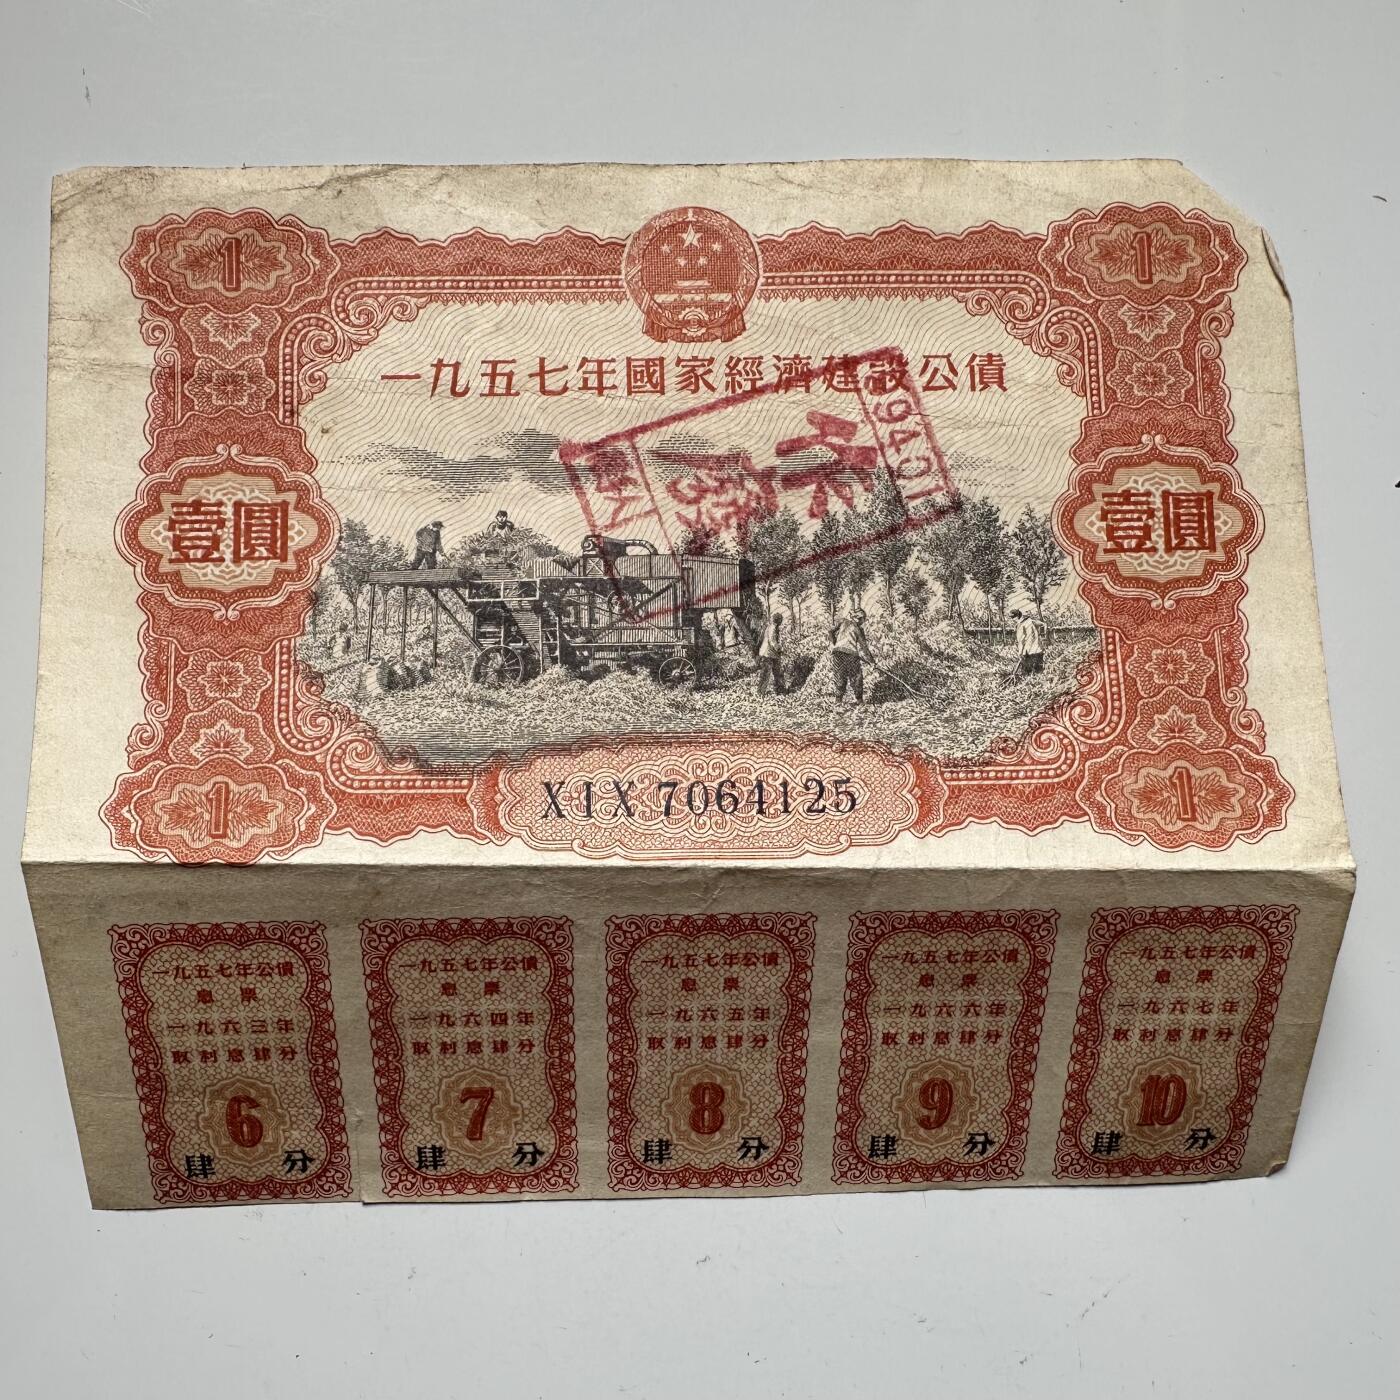 1 1
一九五七年國家經濟建設公債
作
廢
壹圓 壹圓
1 1
XIX 7064125
一九五七年公債
息票
一九六三年
取利息肆分
6
肆分
一九五七年公債
息票
一九六四年
取利息肆分
7
肆分
一九五七年公債
息票
一九六五年
取利息肆分
8
肆分
一九五七年公債
息票
一九六六年
取利息肆分
9
肆分
一九五七年公債
息票
一九六七年
取利息肆分
10
肆分